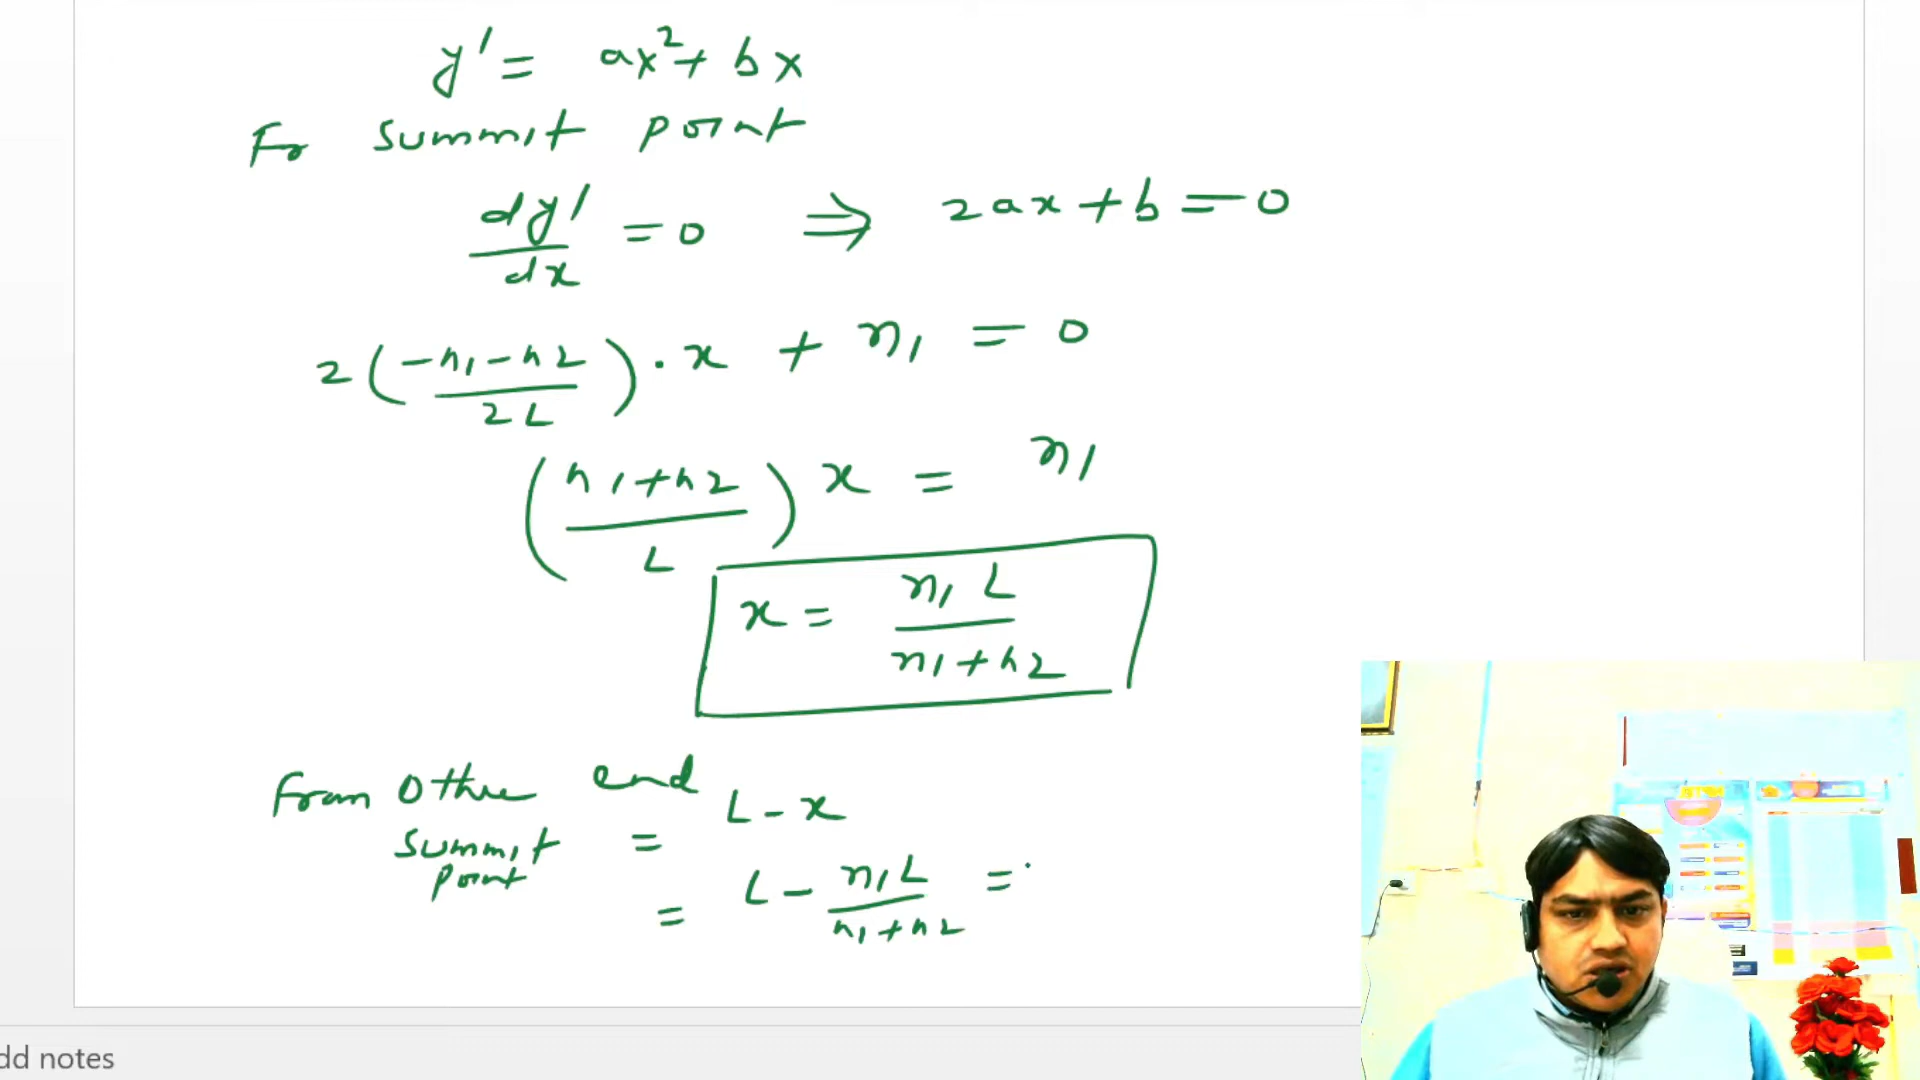 y' = ax² + bx
For summit point
dy'/dx = 0 ⇒ 2ax + b = 0
2(-n1-n2/2L) . x + n1 = 0
(n1+n2/L) x = n1
x = n1 L/n1+n2
From Other end
summit point = L - x
= L - n1L/n1+n2 =
dd notes